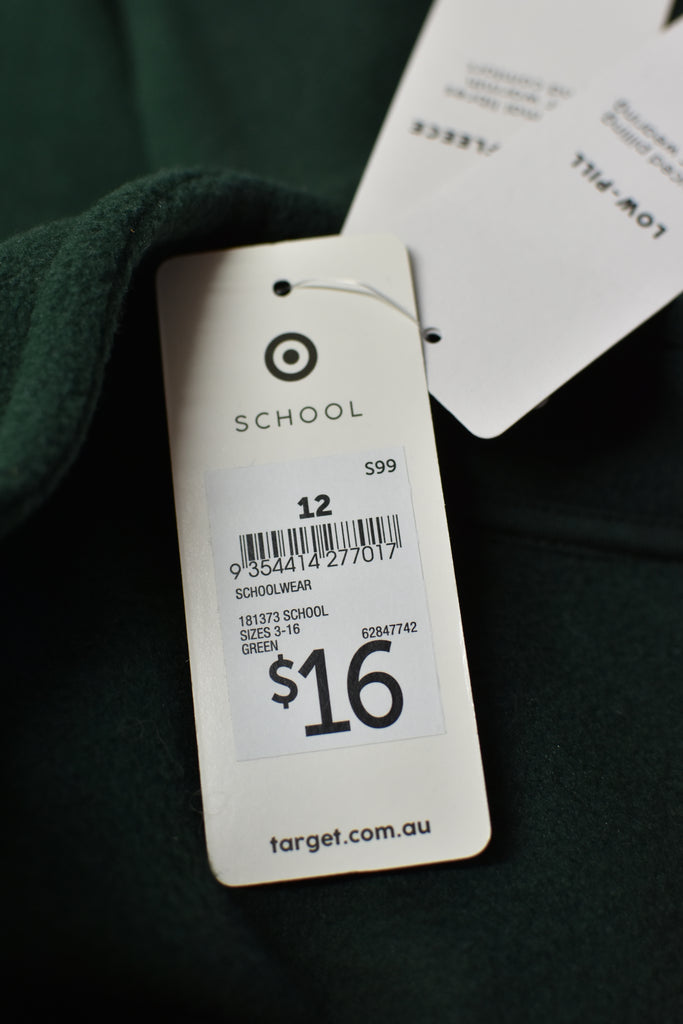 SCHOOL
S99
12
9 354414 277017
SCHOOLWEAR
181373 SCHOOL
SIZES 3-16
62847742
GREEN
$16
target.com.au
LOW-PILL
wearing